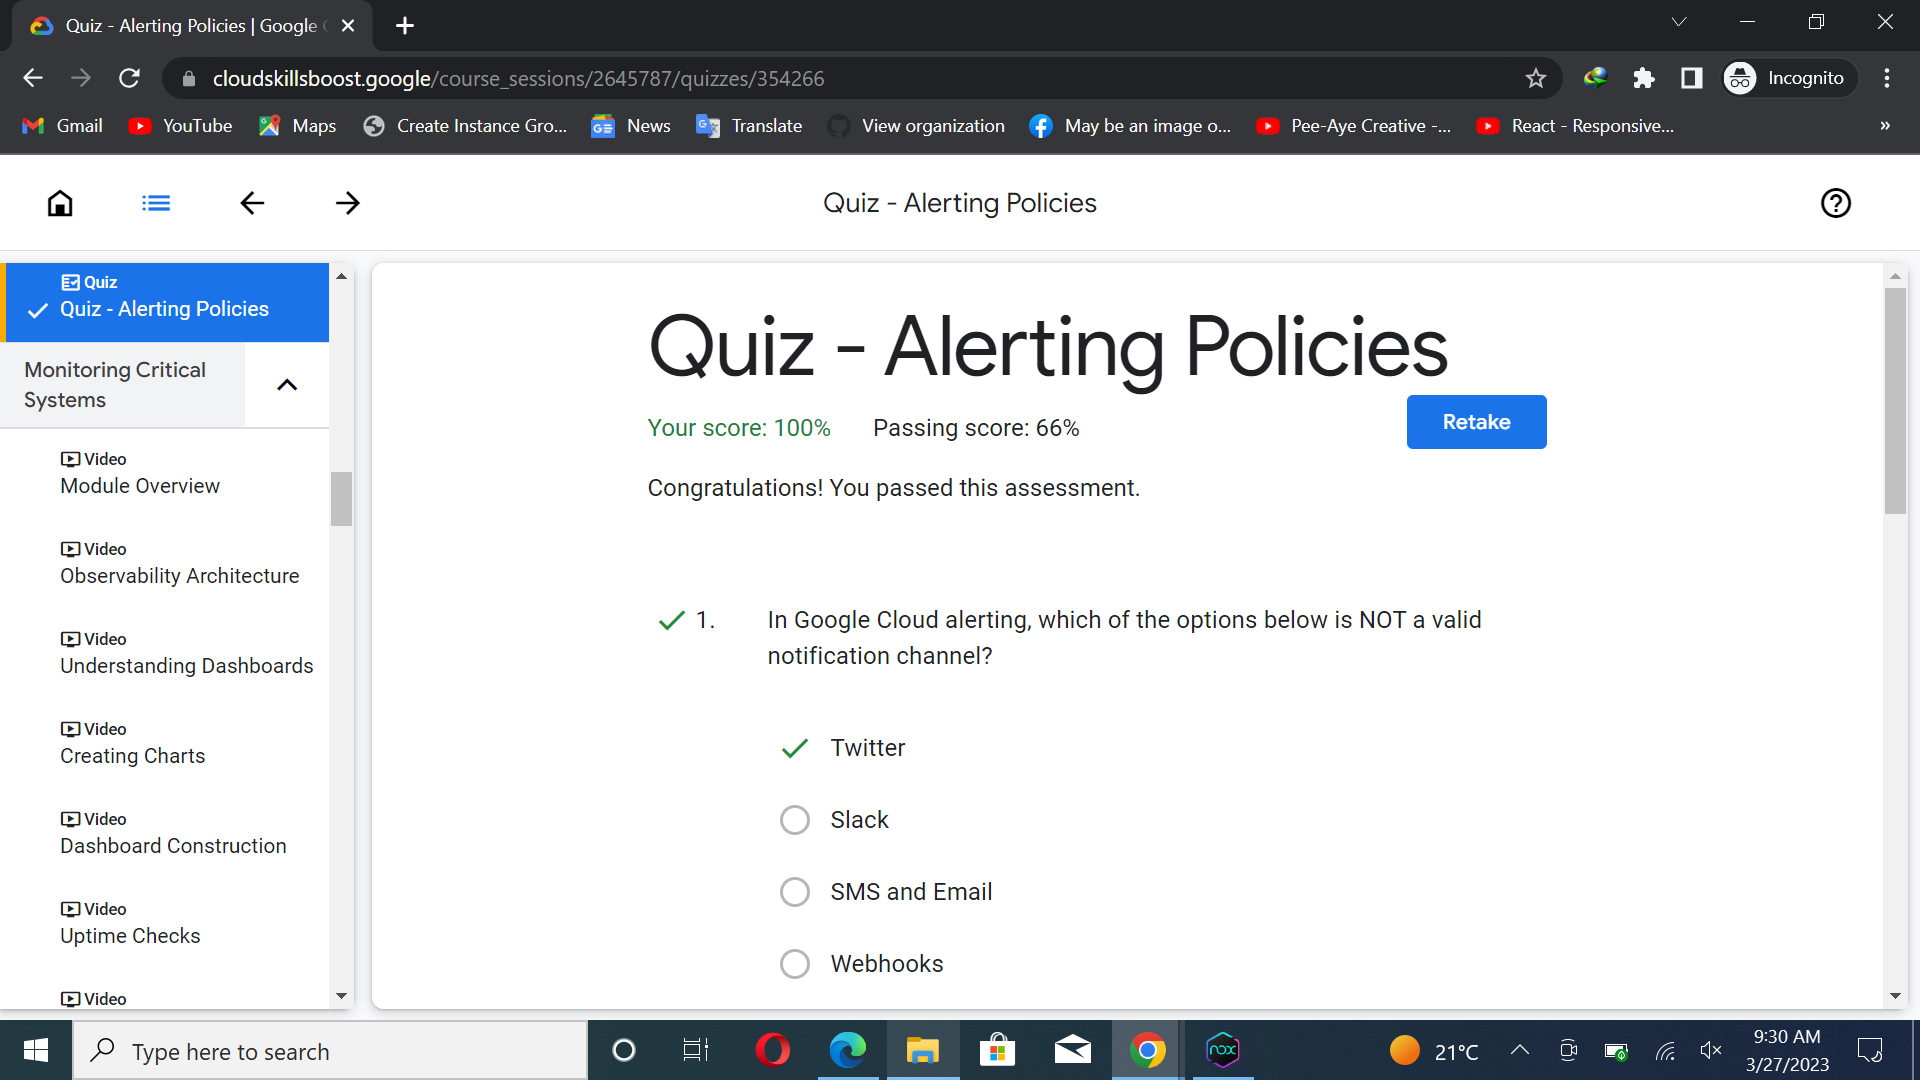 Quiz - Alerting Policies | Google
cloudskillsboost.google/course_sessions/2645787/quizzes/354266
Incognito
Gmail
YouTube
Maps
Create Instance Gro...
News
Translate
View organization
May be an image o...
Pee-Aye Creative -...
React - Responsive...
»
Quiz - Alerting Policies
Quiz
Quiz - Alerting Policies
Monitoring Critical
Systems
Video
Module Overview
Video
Observability Architecture
Video
Understanding Dashboards
Video
Creating Charts
Video
Dashboard Construction
Video
Uptime Checks
Video
Quiz - Alerting Policies
Your score: 100% Passing score: 66%
Retake
Congratulations! You passed this assessment.
1. In Google Cloud alerting, which of the options below is NOT a valid
notification channel?
Twitter
Slack
SMS and Email
Webhooks
Type here to search
nox
21°C
9:30 AM
3/27/2023